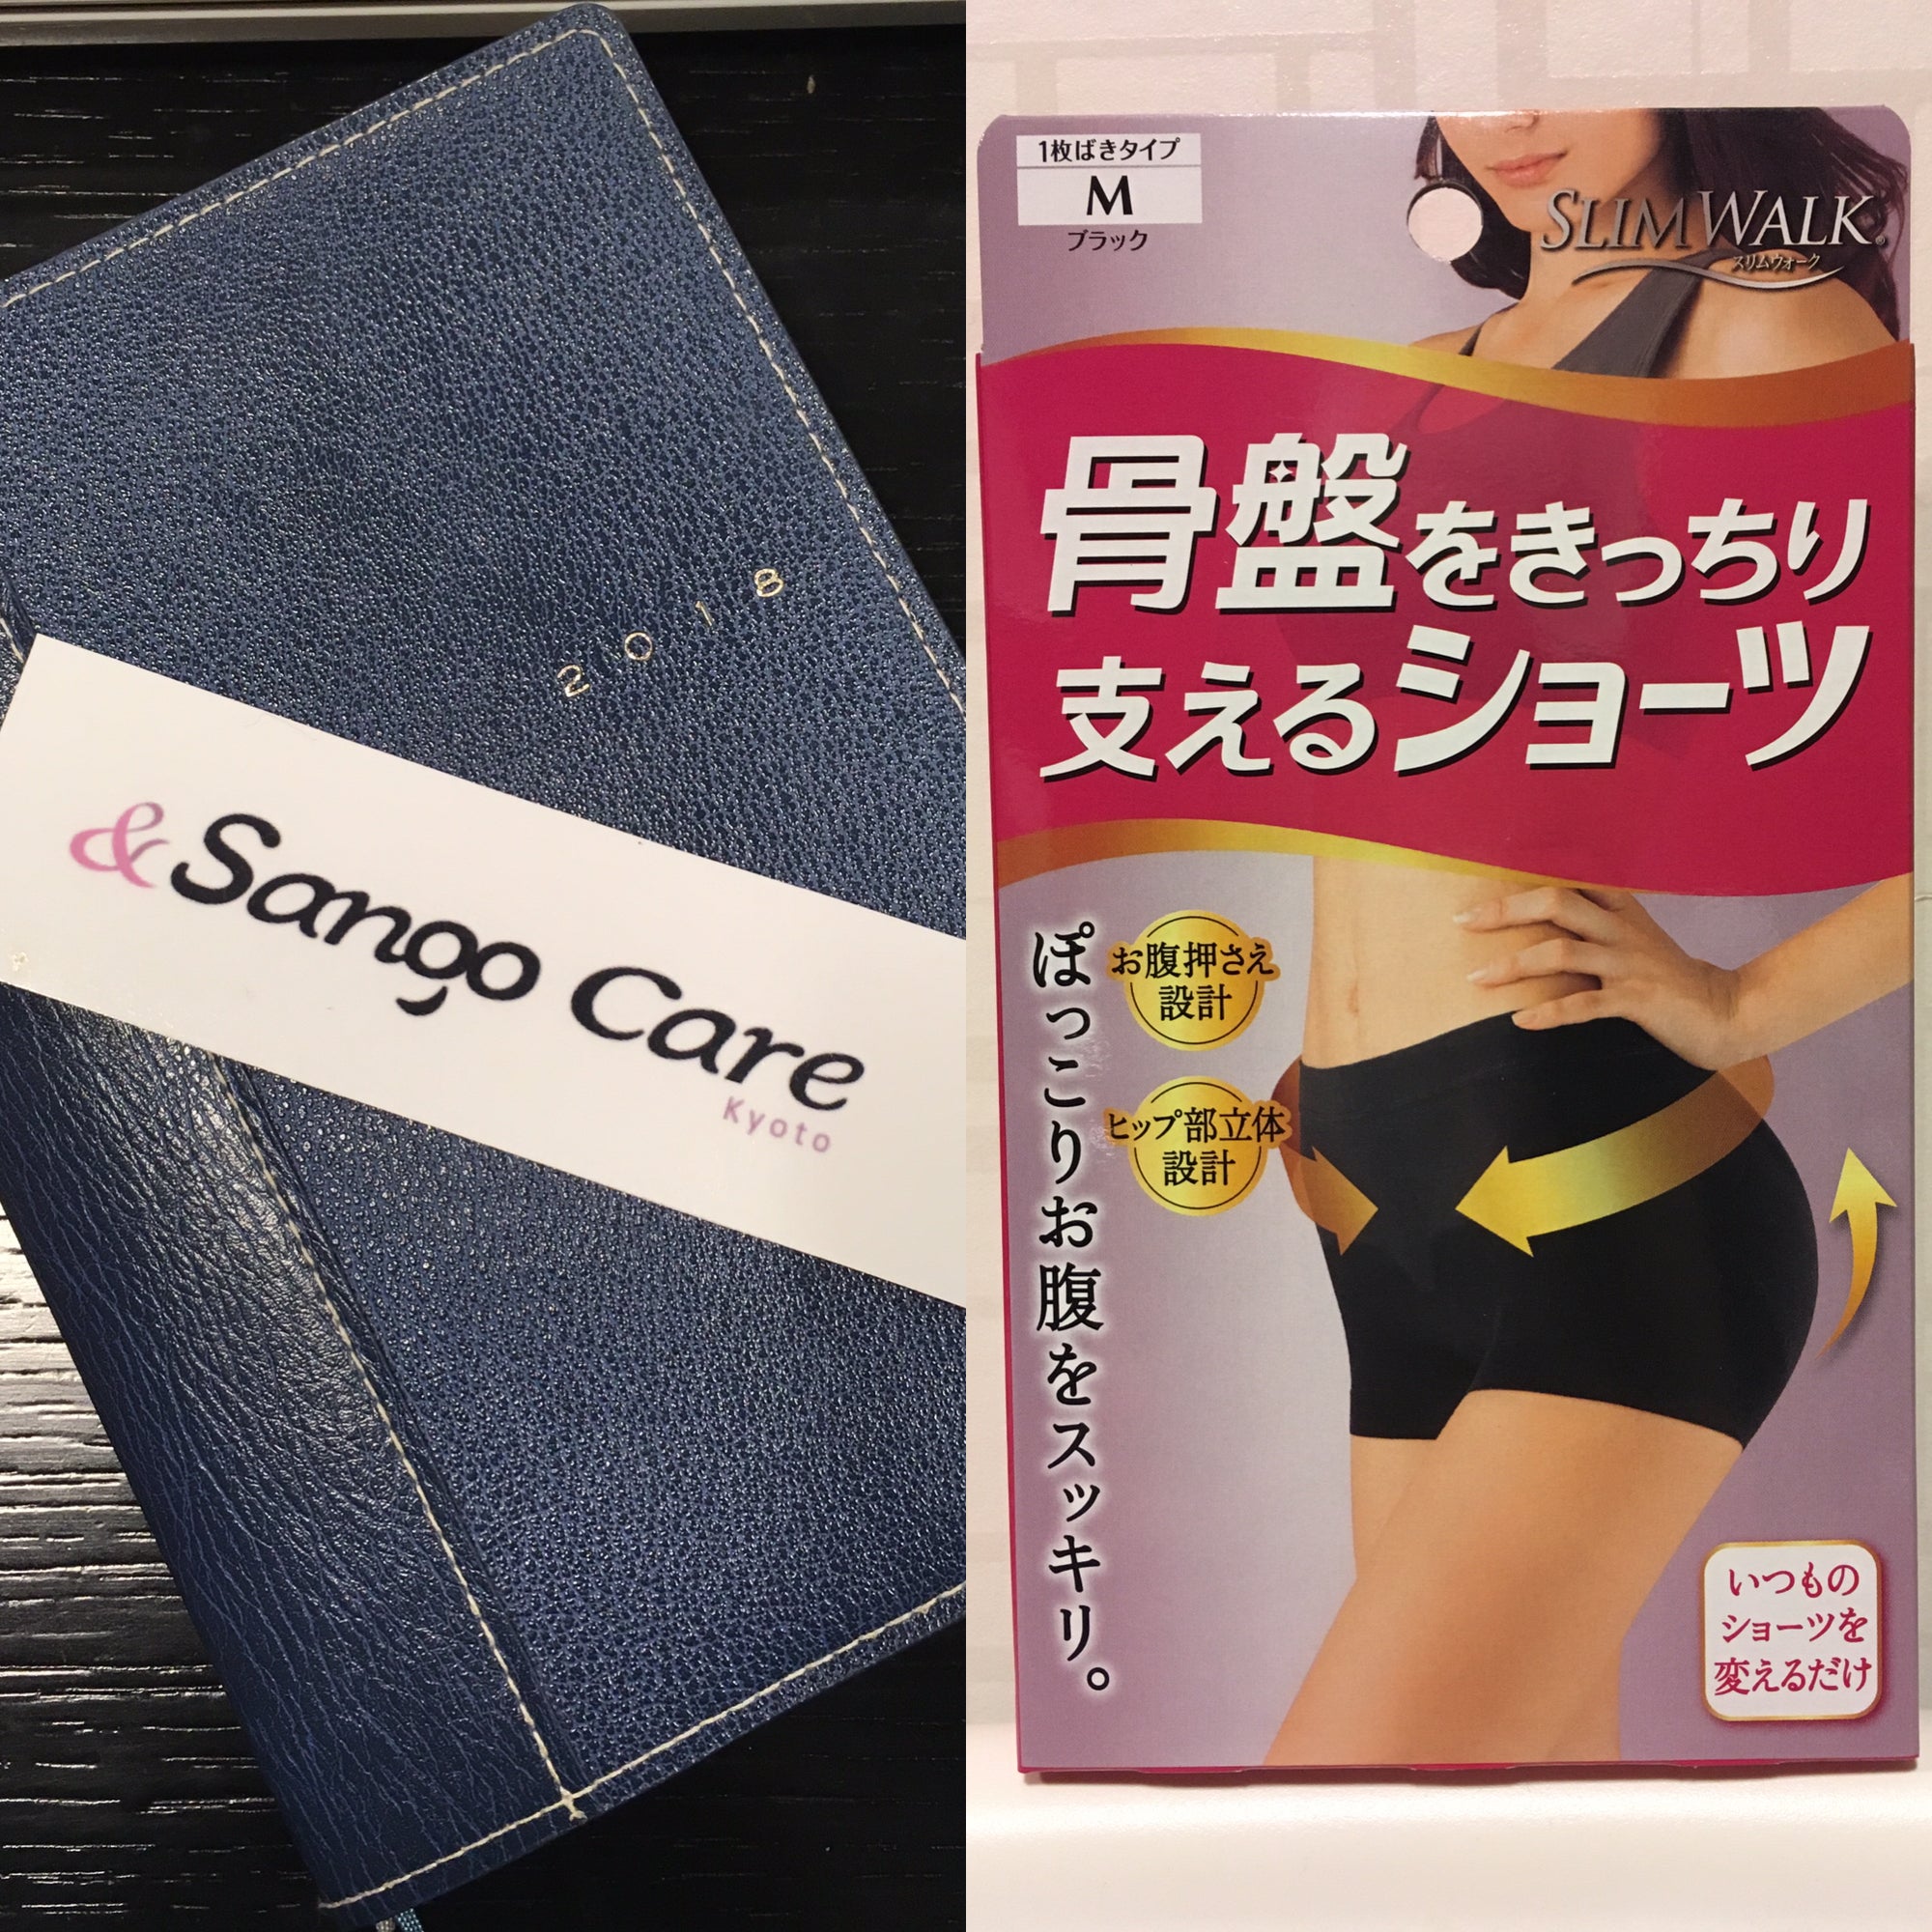 2018
&Sango Care
Kyoto
1枚ばきタイプ
M
ブラック
SLIMWALK®
スリムウォーク
骨盤をきっちり
支えるショーツ
ぽっこりお腹をスッキリ。
お腹押さえ
設計
ヒップ部立体
設計
いつもの
ショーツを
変えるだけ